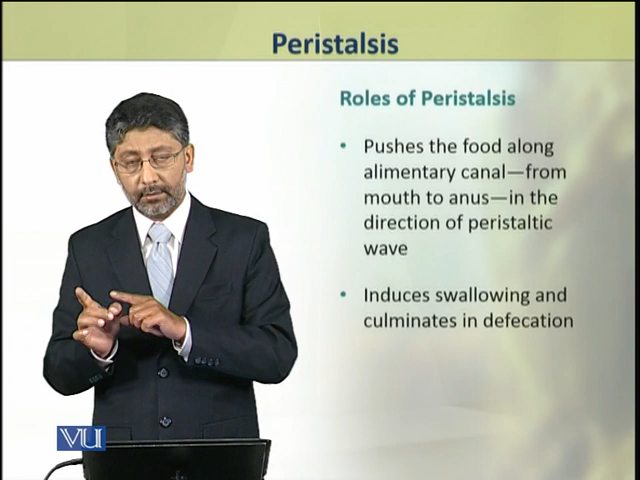 Peristalsis
Roles of Peristalsis
• Pushes the food along
alimentary canal—from
mouth to anus—in the
direction of peristaltic
wave
• Induces swallowing and
culminates in defecation
VU